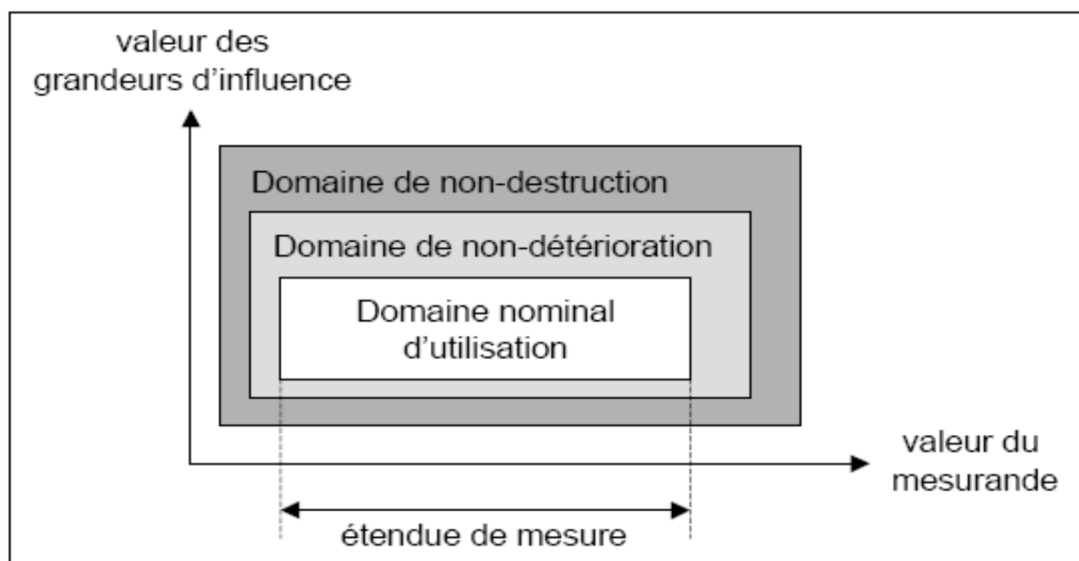 valeur des
grandeurs d'influence
Domaine de non-destruction
Domaine de non-détérioration
Domaine nominal
d'utilisation
valeur du
mesurande
étendue de mesure